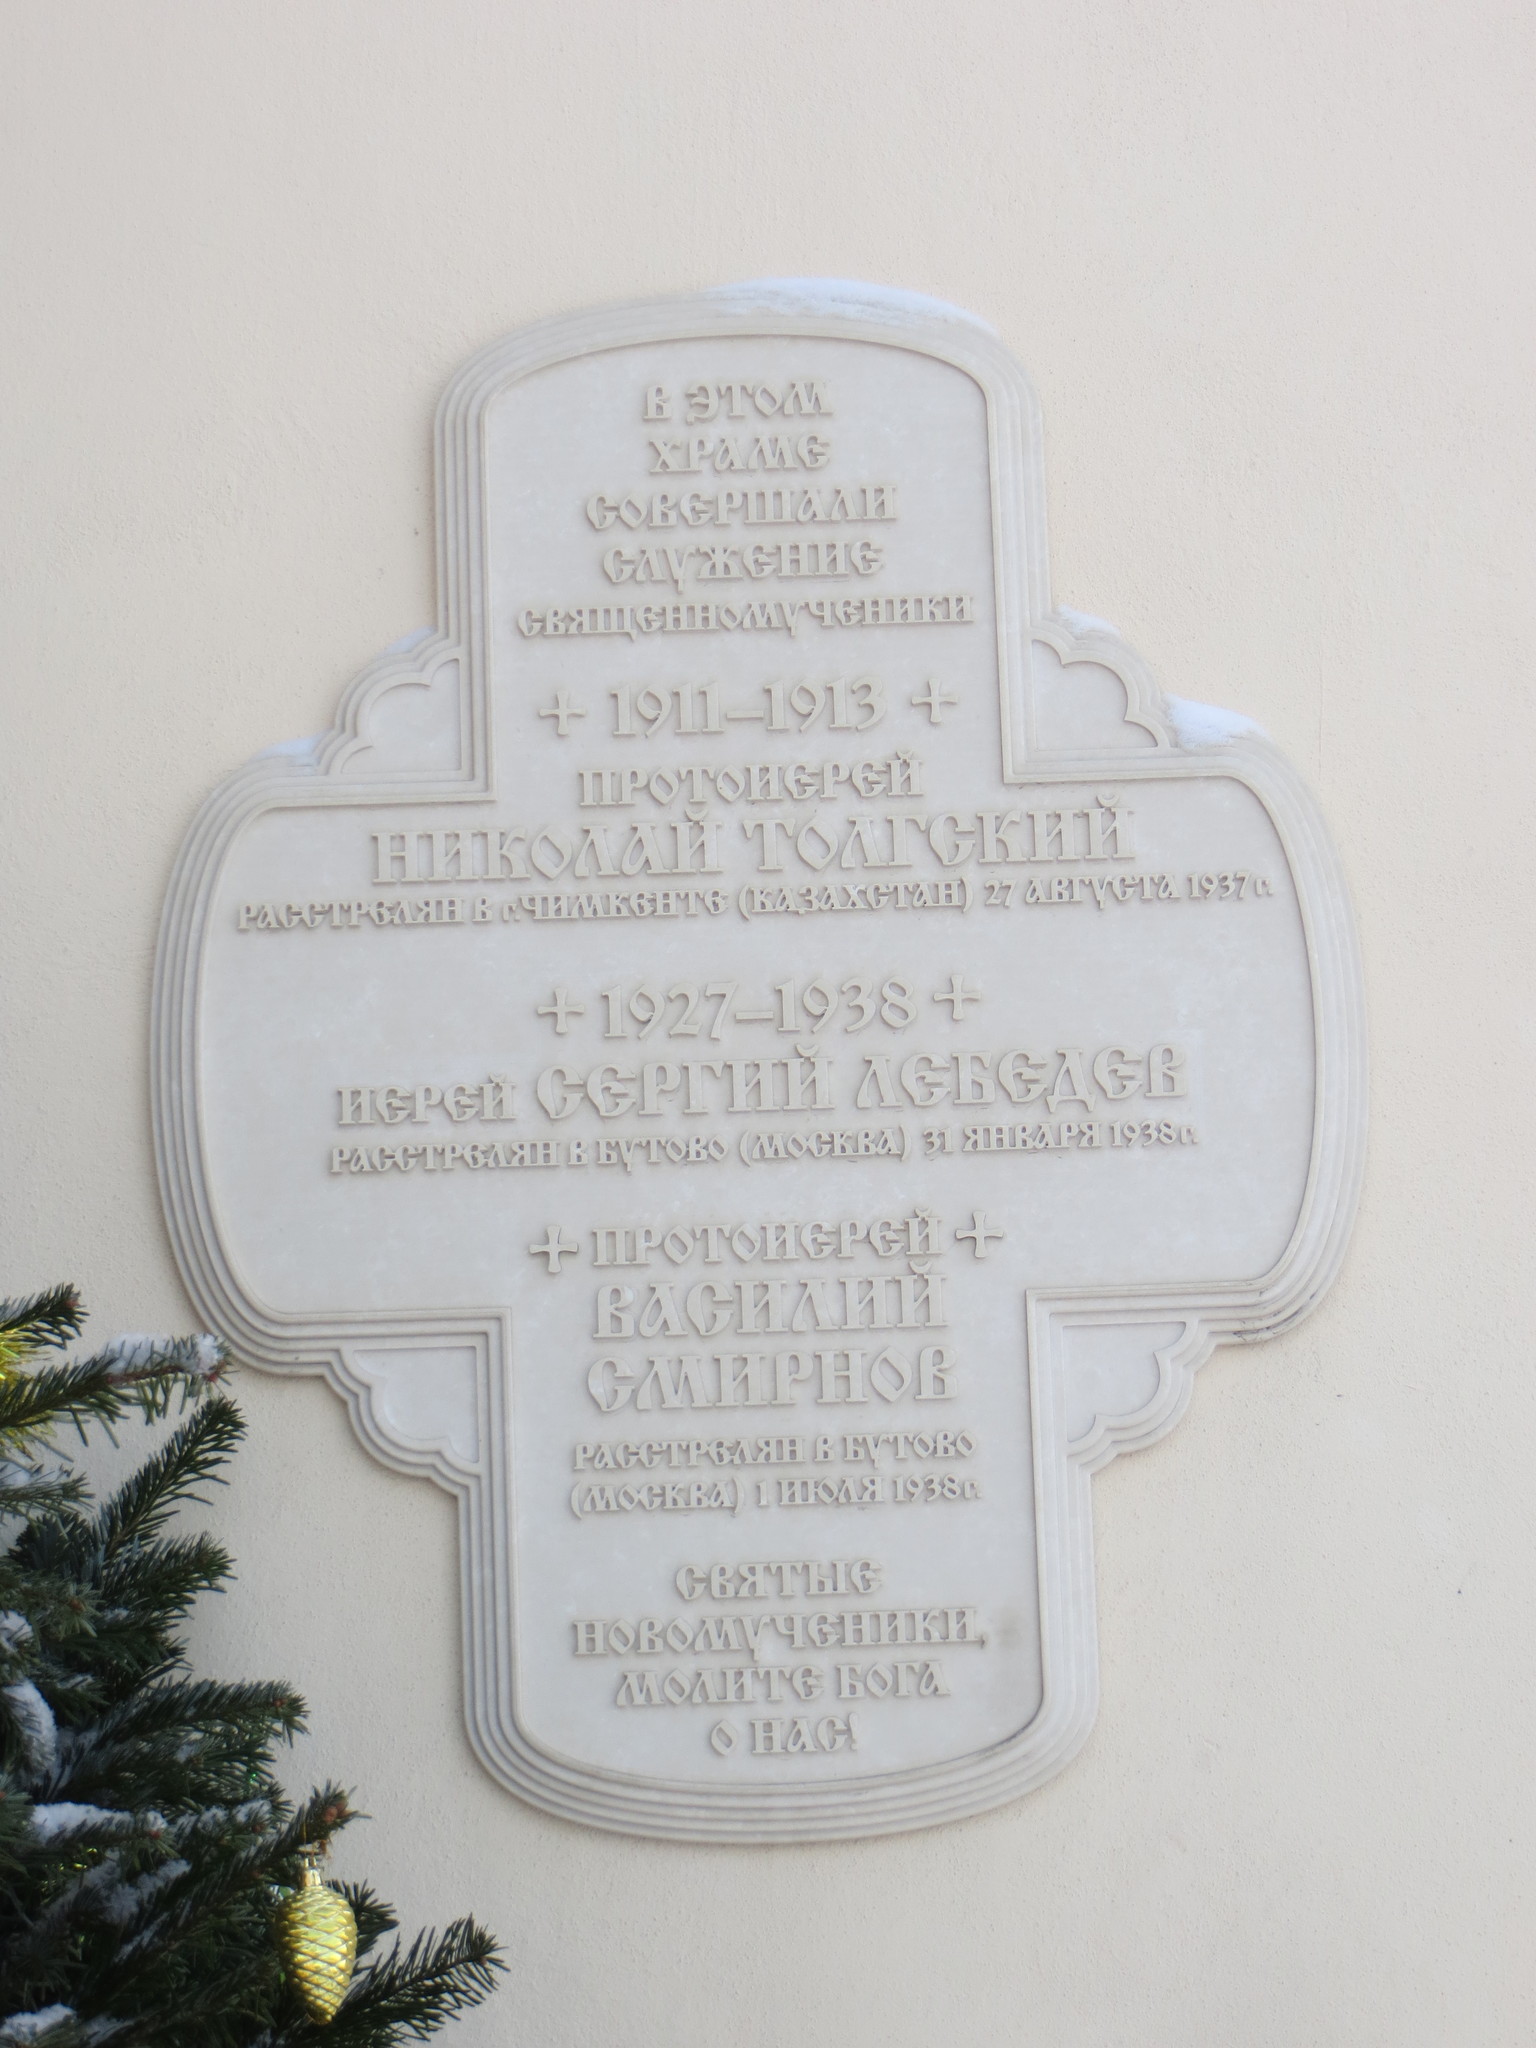 В ЭТОМ
ХРАМЕ
СОВЕРШАЛИ
СЛУЖЕНИЕ
СВЯЩЕННОМУЧЕНИКИ
+ 1911–1913 +
ПРОТОИЕРЕЙ
НИКОЛАЙ ТОЛГСКИЙ
РАССТРЕЛЯН В г. ЧИМКЕНТЕ (КАЗАХСТАН) 27 АВГУСТА 1937 г.
+ 1927–1938 +
ИЕРЕЙ СЕРГИЙ ЛЕБЕДЕВ
РАССТРЕЛЯН В БУТОВО (МОСКВА) 31 ЯНВАРЯ 1938 г.
+ ПРОТОИЕРЕЙ +
ВАСИЛИЙ
СМИРНОВ
РАССТРЕЛЯН В БУТОВО
(МОСКВА) 1 ИЮЛЯ 1938 г.
СВЯТЫЕ
НОВОМУЧЕНИКИ,
МОЛИТЕ БОГА
О НАС!